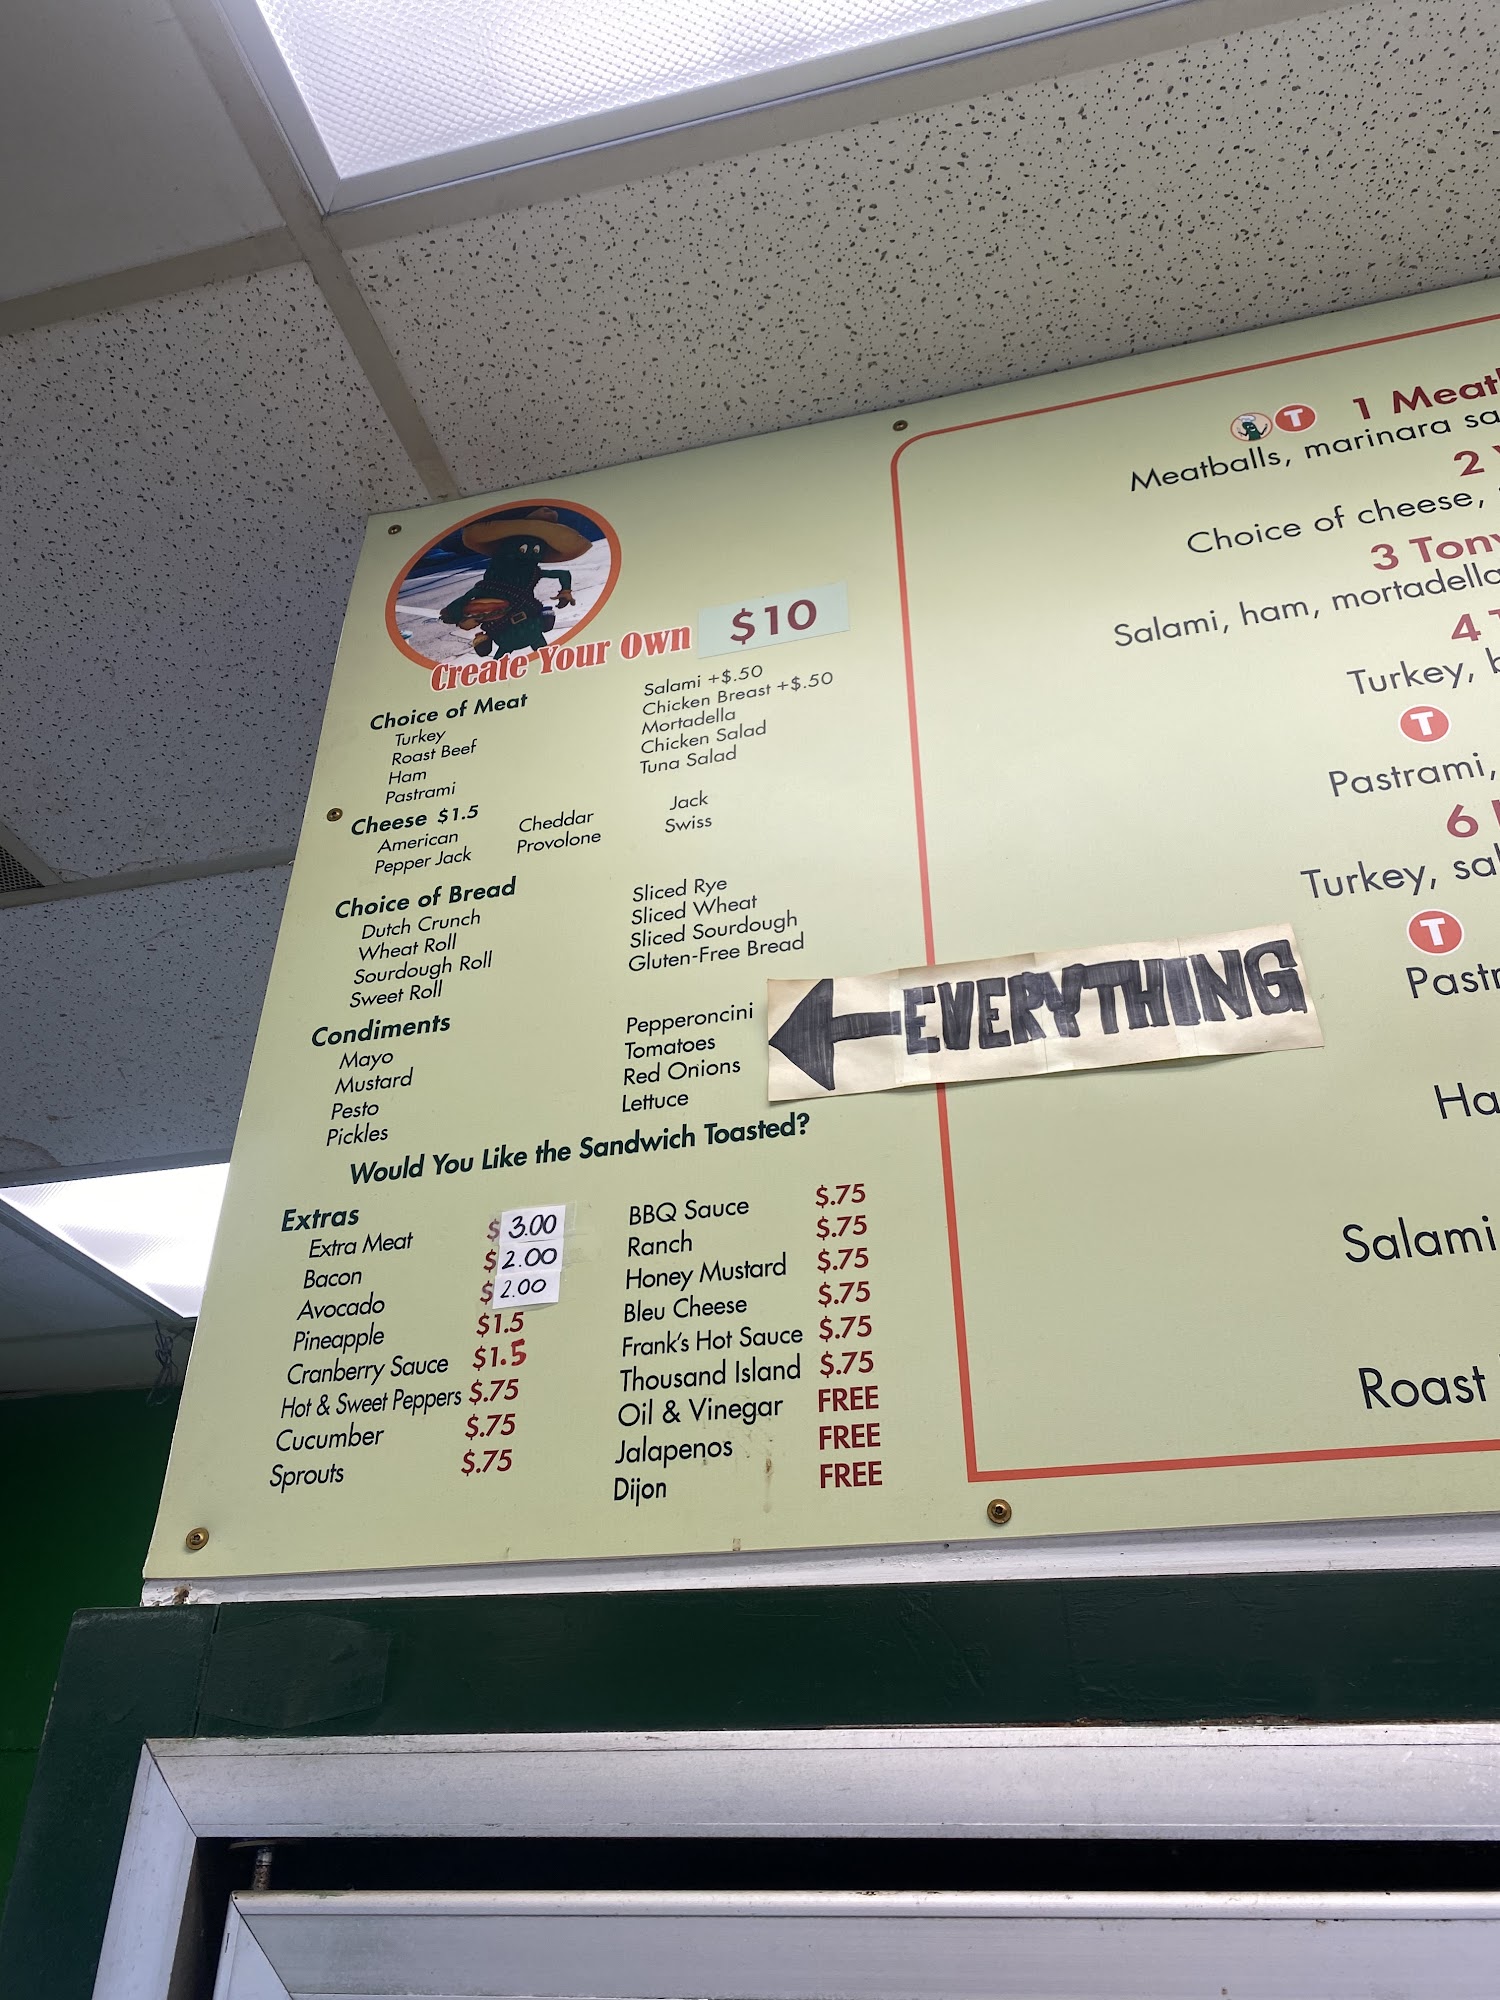 Create Your Own $10
Choice of Meat
Turkey
Roast Beef
Ham
Pastrami
Salami +$.50
Chicken Breast +$.50
Mortadella
Chicken Salad
Tuna Salad
Cheese $1.5
American
Pepper Jack
Cheddar
Provolone
Jack
Swiss
Choice of Bread
Dutch Crunch
Wheat Roll
Sourdough Roll
Sweet Roll
Sliced Rye
Sliced Wheat
Sliced Sourdough
Gluten-Free Bread
Condiments
Mayo
Mustard
Pesto
Pickles
Pepperoncini
Tomatoes
Red Onions
Lettuce
EVERYTHING
Would You Like the Sandwich Toasted?
Extras
Extra Meat $ 3.00
Bacon $ 2.00
Avocado $ 2.00
Pineapple $1.5
Cranberry Sauce $1.5
Hot & Sweet Peppers $.75
Cucumber $.75
Sprouts $.75
BBQ Sauce $.75
Ranch $.75
Honey Mustard $.75
Bleu Cheese $.75
Frank's Hot Sauce $.75
Thousand Island $.75
Oil & Vinegar FREE
Jalapenos FREE
Dijon FREE
T 1
Meatballs, marinara
2
Choice of cheese,
3
Salami, ham, mortadella
4
Turkey,
T
Pastrami,
6
Turkey,
T
Salami
Roast